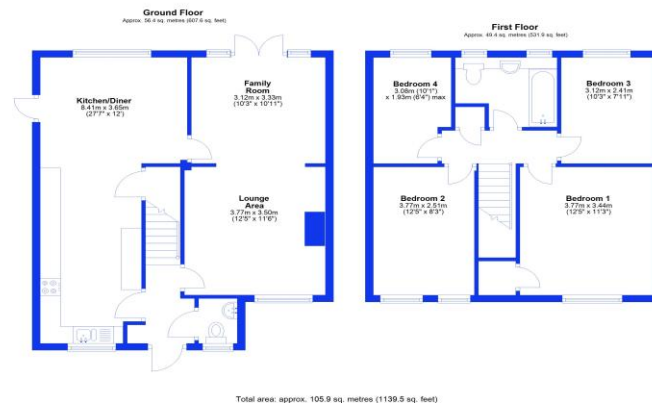 Ground Floor
Approx. 56.4 sq. metres (607.6 sq. feet)
Kitchen/Diner
8.41m x 3.65m
(27'7" x 12')
Family
Room
3.12m x 3.33m
(10'3" x 10'11")
Lounge
Area
3.77m x 3.50m
(12'5" x 11'6")
First Floor
Approx. 49.4 sq. metres (531.9 sq. feet)
Bedroom 4
3.08m (10'1")
x 1.93m (6'4") max
Bedroom 3
3.12m x 2.41m
(10'3" x 7'11")
Bedroom 2
3.77m x 2.51m
(12'5" x 8'3")
Bedroom 1
3.77m x 3.44m
(12'5" x 11'3")
Total area: approx. 105.9 sq. metres (1139.5 sq. feet)